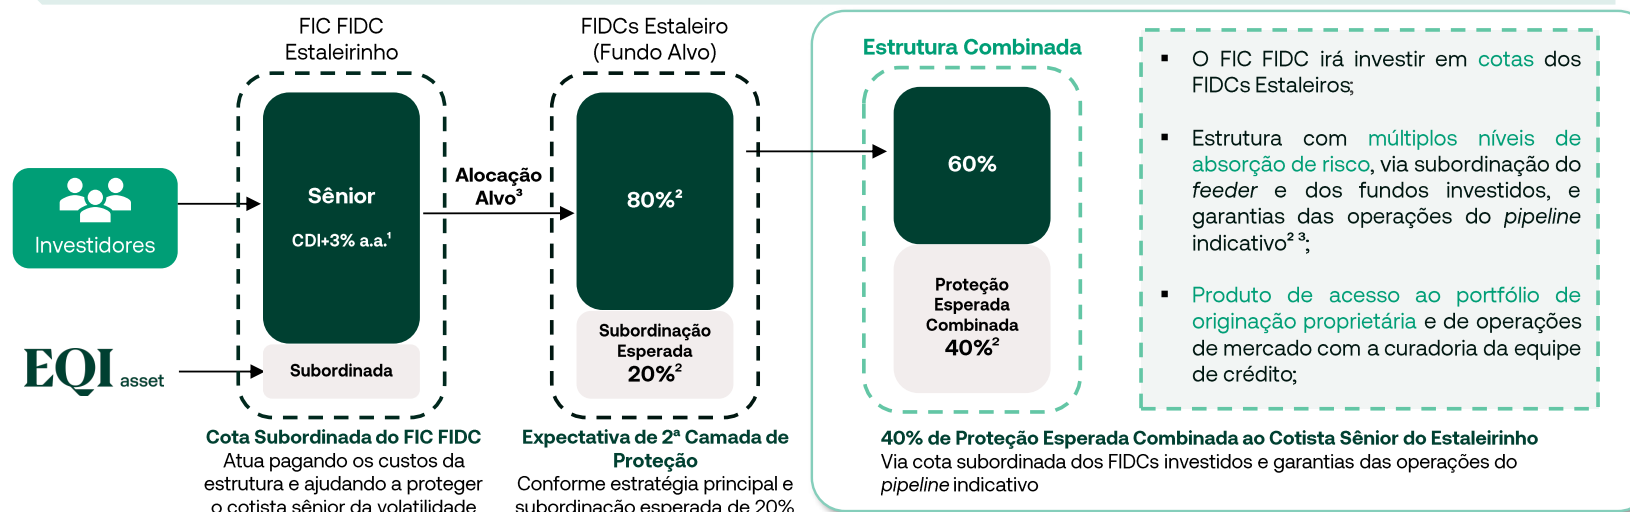 FIC FIDC
Estaleirinho
Investidores
EQI asset
Sênior
CDI+3% a.a.¹
Subordinada
Cota Subordinada do FIC FIDC
Atua pagando os custos da
estrutura e ajudando a proteger
o cotista sênior da volatilidade
Alocação
Alvo³
FIDCs Estaleiro
(Fundo Alvo)
80%²
Subordinação
Esperada
20%²
Expectativa de 2ª Camada de
Proteção
Conforme estratégia principal e
subordinação esperada de 20%
Estrutura Combinada
60%
Proteção
Esperada
Combinada
40%²
▪ O FIC FIDC irá investir em cotas dos
FIDCs Estaleiros;
▪ Estrutura com múltiplos níveis de
absorção de risco, via subordinação do
feeder e dos fundos investidos, e
garantias das operações do pipeline
indicativo² ³;
▪ Produto de acesso ao portfólio de
originação proprietária e de operações
de mercado com a curadoria da equipe
de crédito;
40% de Proteção Esperada Combinada ao Cotista Sênior do Estaleirinho
Via cota subordinada dos FIDCs investidos e garantias das operações do
pipeline indicativo